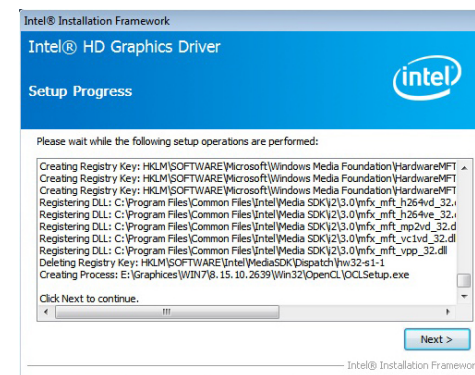 Intel® Installation Framework
Intel® HD Graphics Driver
Setup Progress
intel
Please wait while the following setup operations are performed:
Creating Registry Key: HKLM\SOFTWARE\Microsoft\Windows Media Foundation\HardwareMFT
Creating Registry Key: HKLM\SOFTWARE\Microsoft\Windows Media Foundation\HardwareMFT
Creating Registry Key: HKLM\SOFTWARE\Microsoft\Windows Media Foundation\HardwareMFT
Registering DLL: C:\Program Files\Common Files\Intel\Media SDK\i2\3.0\mfx_mft_h264vd_32.
Registering DLL: C:\Program Files\Common Files\Intel\Media SDK\i2\3.0\mfx_mft_h264ve_32.
Registering DLL: C:\Program Files\Common Files\Intel\Media SDK\i2\3.0\mfx_mft_mp2vd_32.d
Registering DLL: C:\Program Files\Common Files\Intel\Media SDK\i2\3.0\mfx_mft_vc1vd_32.dl
Registering DLL: C:\Program Files\Common Files\Intel\Media SDK\i2\3.0\mfx_mft_vpp_32.dll
Deleting Registry Key: HKLM\SOFTWARE\Intel\MediaSDK\Dispatch\hw32-s1-1
Creating Process: E:\Graphices\WIN7\8.15.10.2639\Win32\OpenCL\OCLSetup.exe
Click Next to continue.
Next >
Intel® Installation Framewor